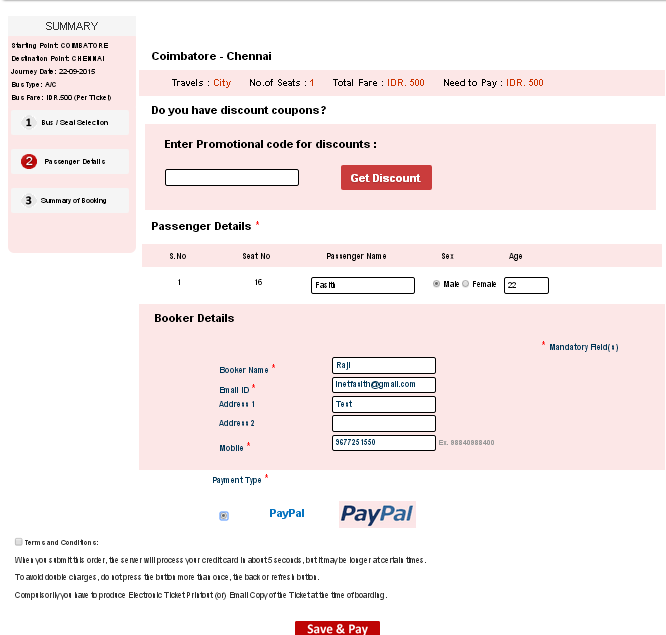 SUMMARY
Starting Point: COIMBATORE
Destination Point: CHENNAI
Journey Date: 22-09-2015
Bus Type: A/C
Bus Fare: IDR.500 (Per Ticket)
1 Bus / Seat Selection
2 Passenger Details
3 Summary of Booking
Coimbatore - Chennai
Travels : City No.of Seats : 1 Total Fare : IDR. 500 Need to Pay : IDR. 500
Do you have discount coupons?
Enter Promotional code for discounts :
Get Discount
Passenger Details *
S.No Seat No Passenger Name Sex Age
1 16 Fasith Male Female 22
Booker Details
* Mandatory Field(s)
Booker Name * Raji
Email ID * inetfasith@gmail.com
Address 1 Test
Address 2
Mobile * 9677251550 Ex. 98840988400
Payment Type *
PayPal PayPal
Terms and Conditions:
When you submit this order, the server will process your credit card in about 5 seconds, but it may be longer at certain times.
To avoid double charges, do not press the button more than once, the back or refresh button.
Compulsorily you have to produce Electronic Ticket Printout (or) Email Copy of the Ticket at the time of boarding.
Save & Pay